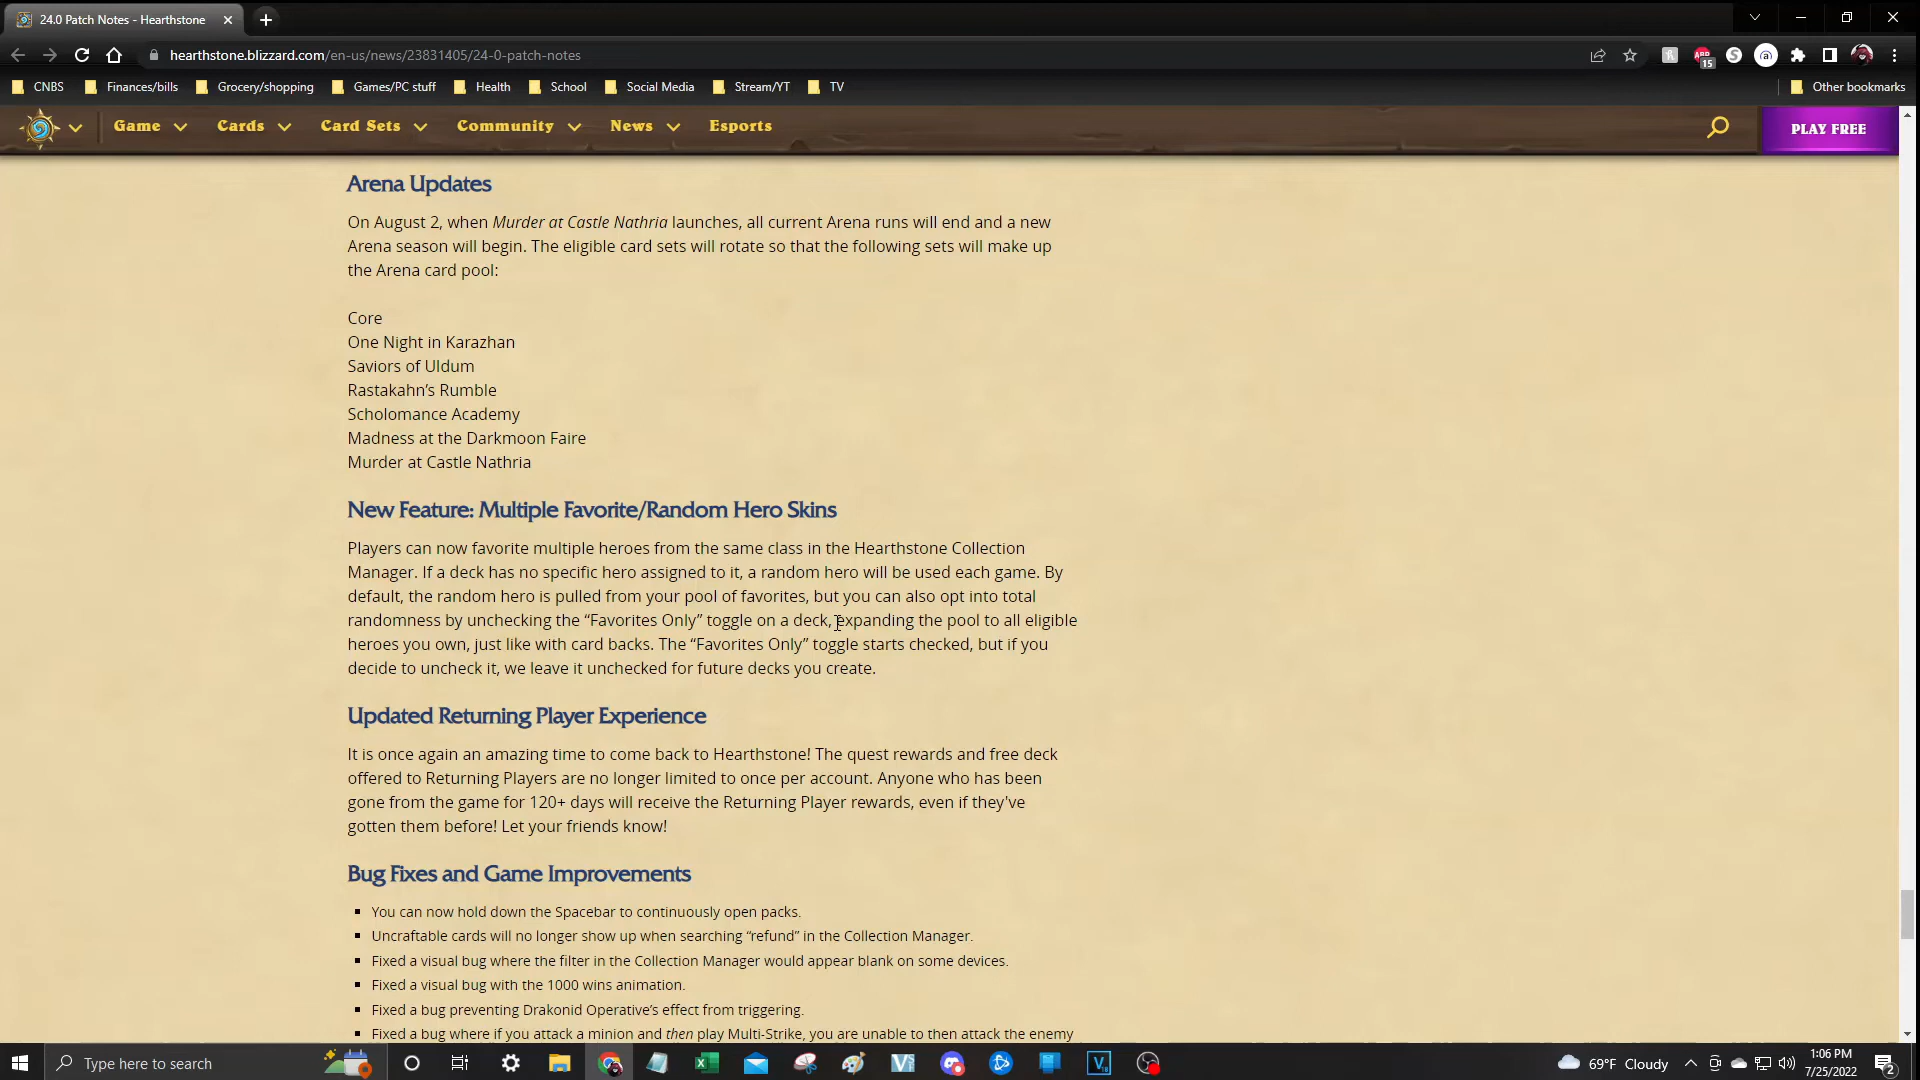 24.0 Patch Notes - Hearthstone
hearthstone.blizzard.com/en-us/news/23831405/24-0-patch-notes
CNBS Finances/bills Grocery/shopping Games/PC stuff Health School Social Media Stream/YT TV Other bookmarks
Game Cards Card Sets Community News Esports PLAY FREE
Arena Updates
On August 2, when Murder at Castle Nathria launches, all current Arena runs will end and a new
Arena season will begin. The eligible card sets will rotate so that the following sets will make up
the Arena card pool:
Core
One Night in Karazhan
Saviors of Uldum
Rastakahn’s Rumble
Scholomance Academy
Madness at the Darkmoon Faire
Murder at Castle Nathria
New Feature: Multiple Favorite/Random Hero Skins
Players can now favorite multiple heroes from the same class in the Hearthstone Collection
Manager. If a deck has no specific hero assigned to it, a random hero will be used each game. By
default, the random hero is pulled from your pool of favorites, but you can also opt into total
randomness by unchecking the “Favorites Only” toggle on a deck, expanding the pool to all eligible
heroes you own, just like with card backs. The “Favorites Only” toggle starts checked, but if you
decide to uncheck it, we leave it unchecked for future decks you create.
Updated Returning Player Experience
It is once again an amazing time to come back to Hearthstone! The quest rewards and free deck
offered to Returning Players are no longer limited to once per account. Anyone who has been
gone from the game for 120+ days will receive the Returning Player rewards, even if they've
gotten them before! Let your friends know!
Bug Fixes and Game Improvements
▪ You can now hold down the Spacebar to continuously open packs.
▪ Uncraftable cards will no longer show up when searching “refund” in the Collection Manager.
▪ Fixed a visual bug where the filter in the Collection Manager would appear blank on some devices.
▪ Fixed a visual bug with the 1000 wins animation.
▪ Fixed a bug preventing Drakonid Operative’s effect from triggering.
▪ Fixed a bug where if you attack a minion and then play Multi-Strike, you are unable to then attack the enemy
Type here to search
69°F Cloudy
1:06 PM
7/25/2022
2
15